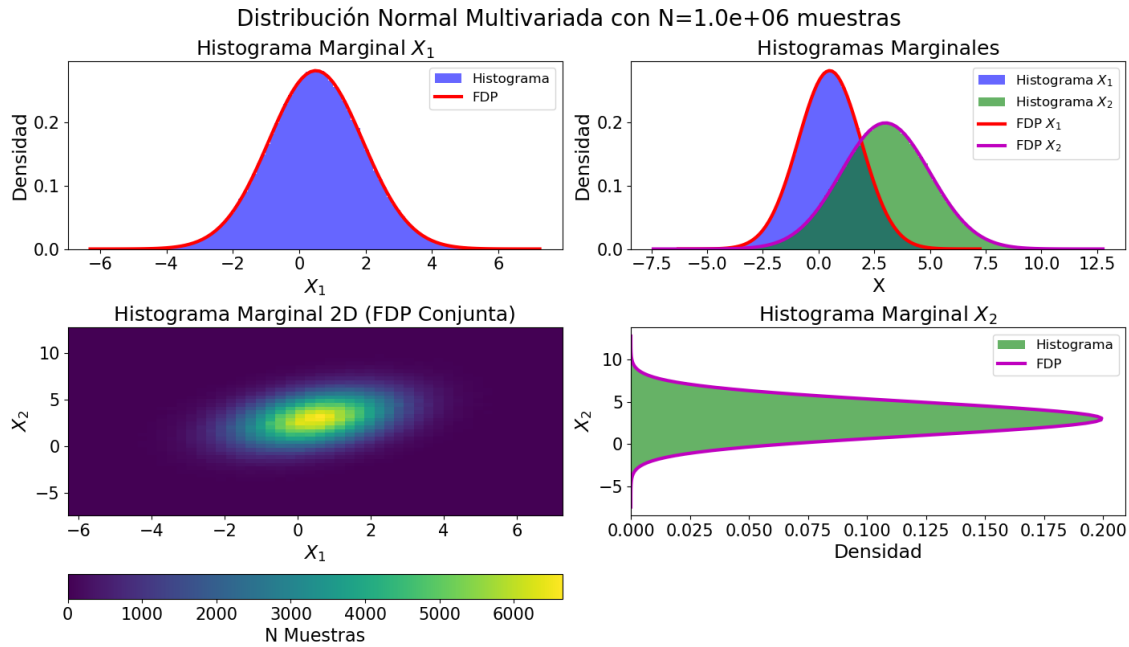 Distribución Normal Multivariada con N=1.0e+06 muestras
Histograma Marginal X₁
Densidad
0.2
0.1
0.0
−6 −4 −2 0 2 4 6
X₁
Histograma
FDP
Histogramas Marginales
Densidad
0.2
0.1
0.0
−7.5 −5.0 −2.5 0.0 2.5 5.0 7.5 10.0 12.5
X
Histograma X₁
Histograma X₂
FDP X₁
FDP X₂
Histograma Marginal 2D (FDP Conjunta)
X₂
10
5
0
−5
−6 −4 −2 0 2 4 6
X₁
0 1000 2000 3000 4000 5000 6000
N Muestras
Histograma Marginal X₂
X₂
10
5
0
−5
0.000 0.025 0.050 0.075 0.100 0.125 0.150 0.175 0.200
Densidad
Histograma
FDP